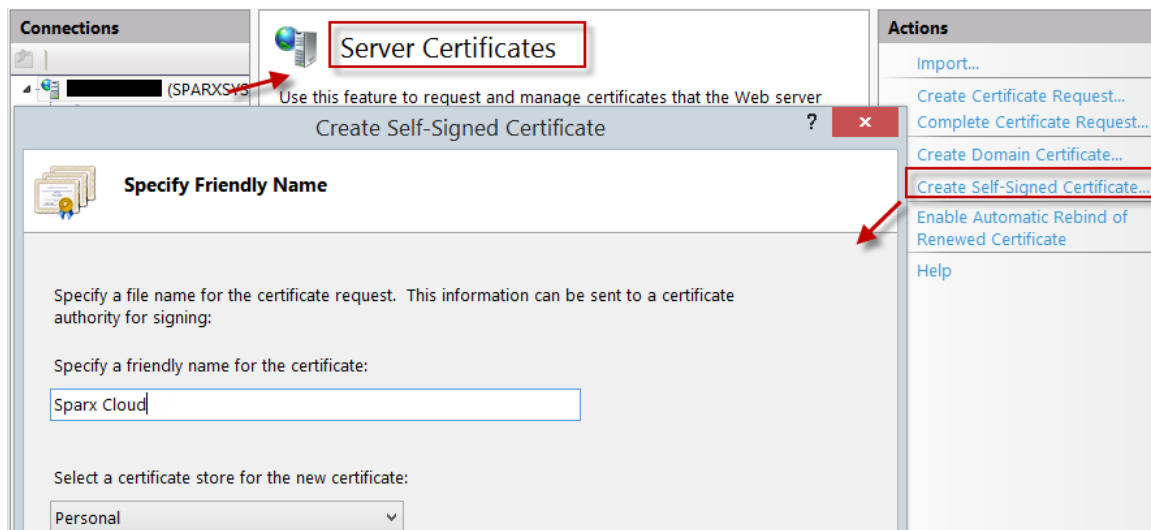 Connections
(SPARXSYS
Server Certificates
Use this feature to request and manage certificates that the Web server
Actions
Import...
Create Certificate Request...
Complete Certificate Request...
Create Domain Certificate...
Create Self-Signed Certificate...
Enable Automatic Rebind of
Renewed Certificate
Help
Create Self-Signed Certificate
?
x
Specify Friendly Name
Specify a file name for the certificate request. This information can be sent to a certificate
authority for signing:
Specify a friendly name for the certificate:
Sparx Cloud
Select a certificate store for the new certificate:
Personal